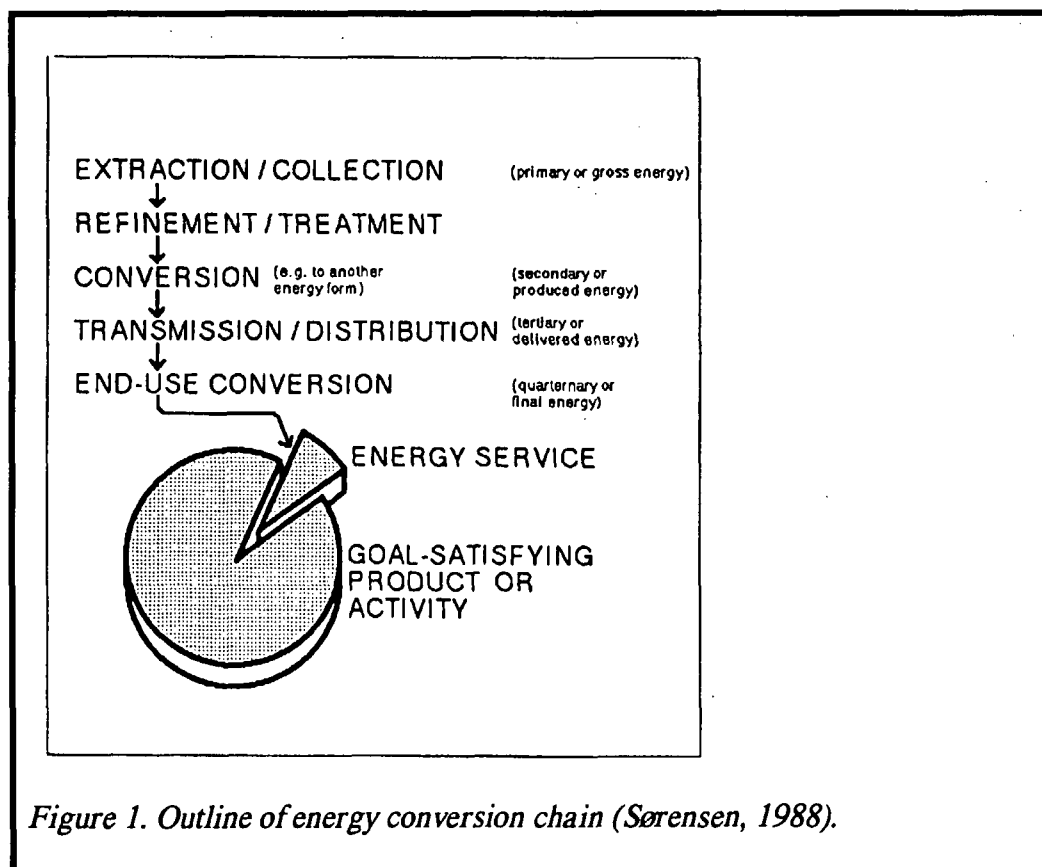 EXTRACTION / COLLECTION (primary or gross energy)
REFINEMENT / TREATMENT
CONVERSION (e.g. to another energy form) (secondary or produced energy)
TRANSMISSION / DISTRIBUTION (tertiary or delivered energy)
END-USE CONVERSION (quarternary or final energy)
ENERGY SERVICE
GOAL-SATISFYING
PRODUCT OR
ACTIVITY
Figure 1. Outline of energy conversion chain (Sørensen, 1988).